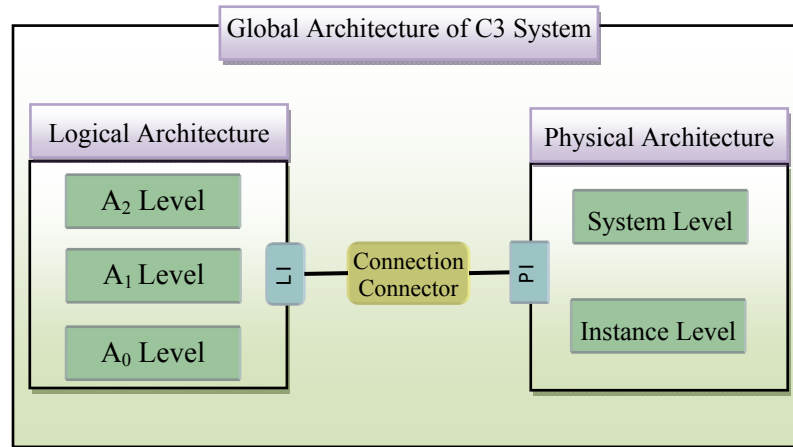 Global Architecture of C3 System
Logical Architecture
A₂ Level
A₁ Level
A₀ Level
LI
Connection
Connector
PI
Physical Architecture
System Level
Instance Level